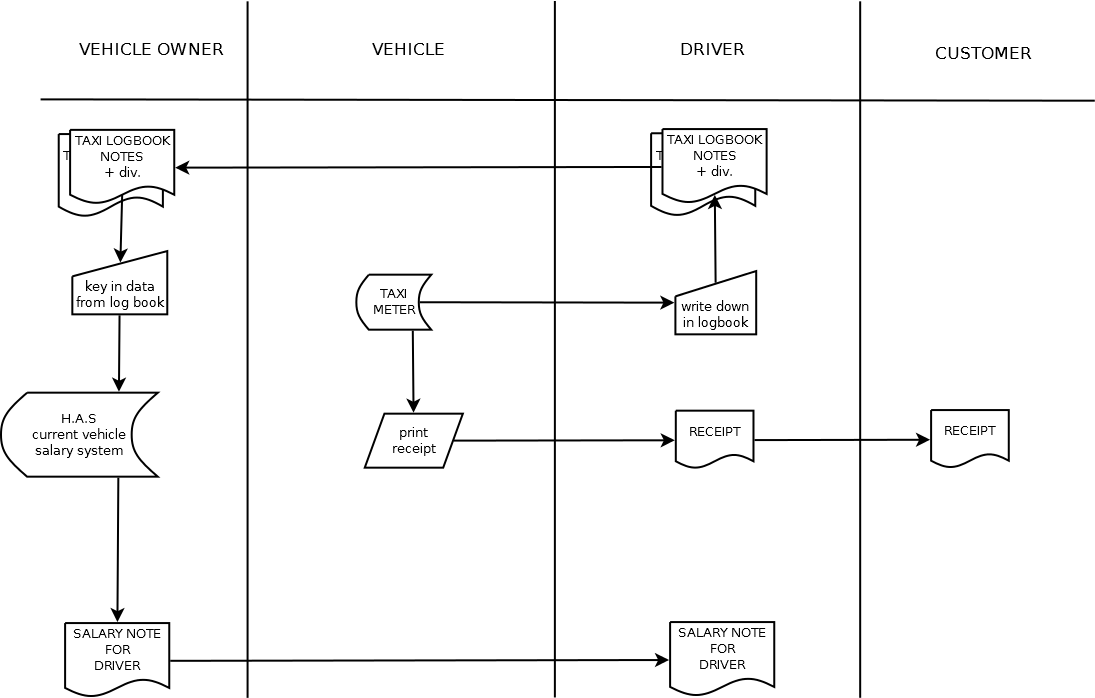 VEHICLE OWNER
VEHICLE
DRIVER
CUSTOMER
T
TAXI LOGBOOK
NOTES
+ div.
T
TAXI LOGBOOK
NOTES
+ div.
key in data
from log book
TAXI
METER
write down
in logbook
H.A.S
current vehicle
salary system
print
receipt
RECEIPT
RECEIPT
SALARY NOTE
FOR
DRIVER
SALARY NOTE
FOR
DRIVER